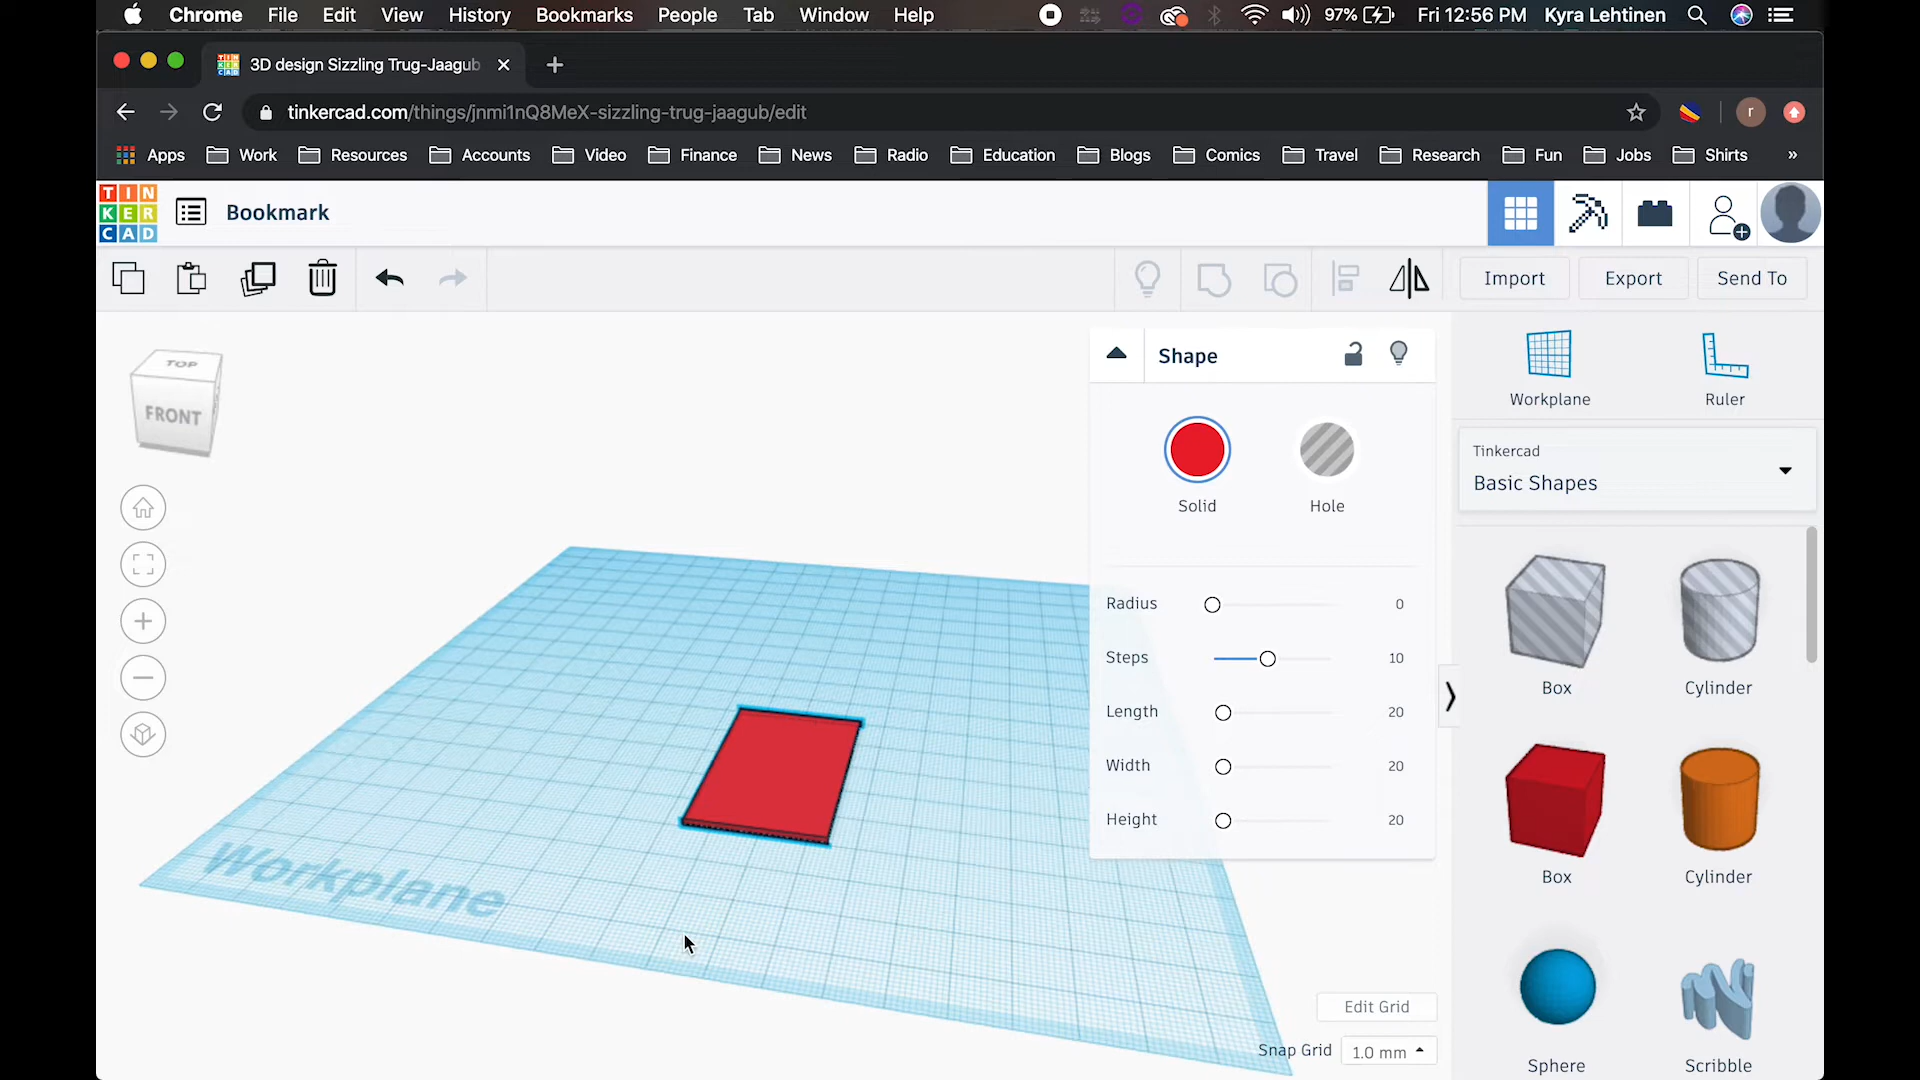 Chrome File Edit View History Bookmarks People Tab Window Help 97% Fri 12:56 PM Kyra Lehtinen
3D design Sizzling Trug-Jaagub
tinkercad.com/things/jnmi1nQ8MeX-sizzling-trug-jaagub/edit r
Apps Work Resources Accounts Video Finance News Radio Education Blogs Comics Travel Research Fun Jobs Shirts »
TIN
KER
CAD
Bookmark
Import Export Send To
TOP
FRONT
Shape
Solid Hole
Radius 0
Steps 10
Length 20
Width 20
Height 20
Workplane Ruler
Tinkercad
Basic Shapes
Box Cylinder
Box Cylinder
Sphere Scribble
Workplane
Edit Grid
Snap Grid 1.0 mm